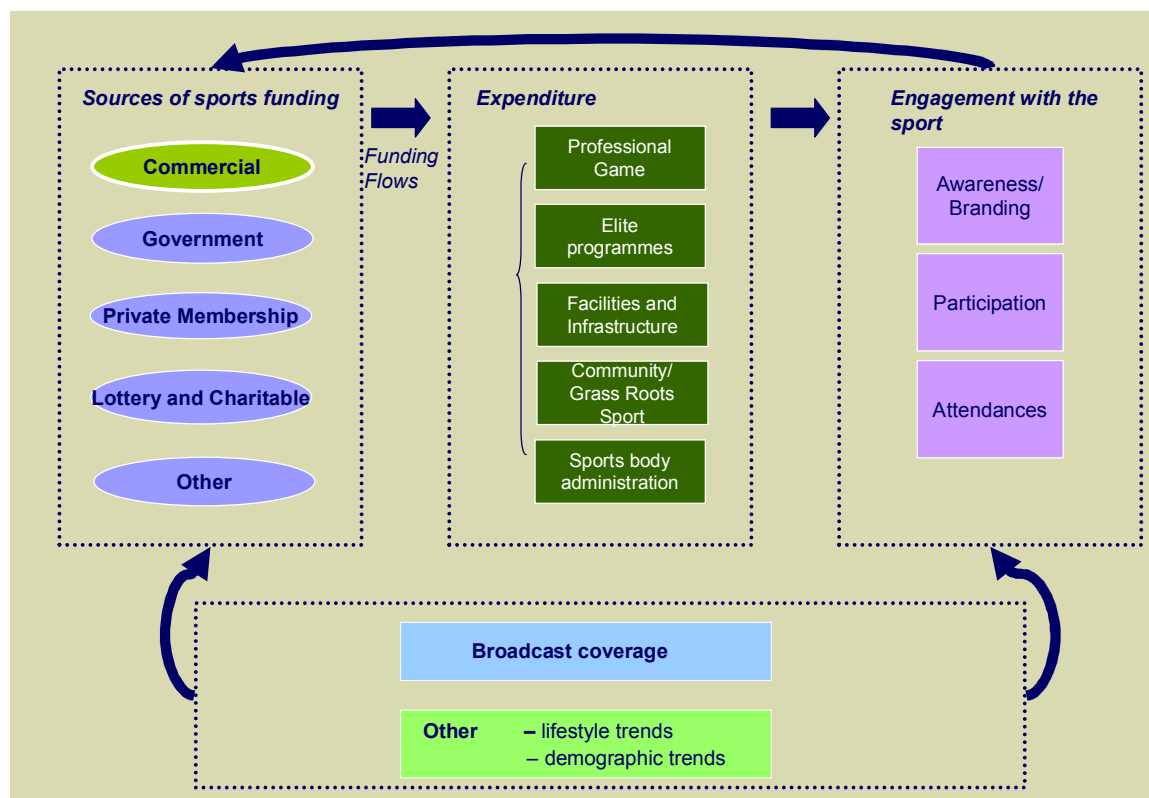 Sources of sports funding
Commercial
Government
Private Membership
Lottery and Charitable
Other
Funding
Flows
Expenditure
Professional
Game
Elite
programmes
Facilities and
Infrastructure
Community/
Grass Roots
Sport
Sports body
administration
Engagement with the
sport
Awareness/
Branding
Participation
Attendances
Broadcast coverage
Other – lifestyle trends
– demographic trends